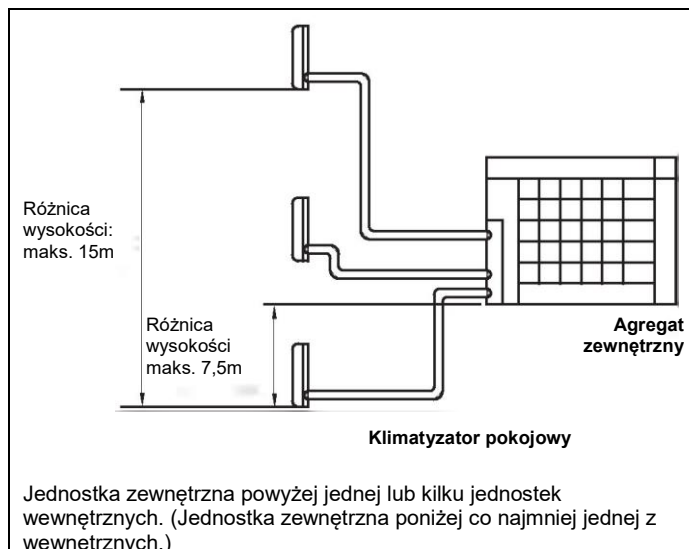 Różnica
wysokości:
maks. 15m
Różnica
wysokości
maks. 7,5m
Agregat
zewnętrzny
Klimatyzator pokojowy
Jednostka zewnętrzna powyżej jednej lub kilku jednostek
wewnętrznych. (Jednostka zewnętrzna poniżej co najmniej jednej z
wewnętrznych.)